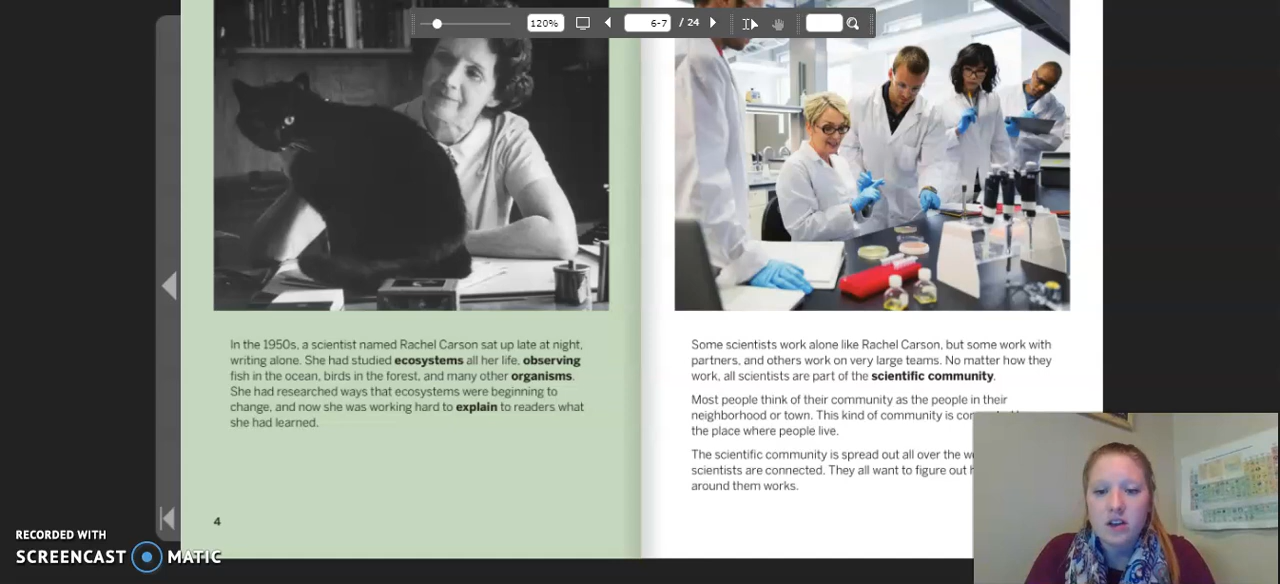 120%
6-7 / 24
In the 1950s, a scientist named Rachel Carson sat up late at night,
writing alone. She had studied ecosystems all her life, observing
fish in the ocean, birds in the forest, and many other organisms.
She had researched ways that ecosystems were beginning to
change, and now she was working hard to explain to readers what
she had learned.
4
Some scientists work alone like Rachel Carson, but some work with
partners, and others work on very large teams. No matter how they
work, all scientists are part of the scientific community.
Most people think of their community as the people in their
neighborhood or town. This kind of community is
the place where people live.
The scientific community is spread out all over the
scientists are connected. They all want to figure out
around them works.
RECORDED WITH
SCREENCAST MATIC